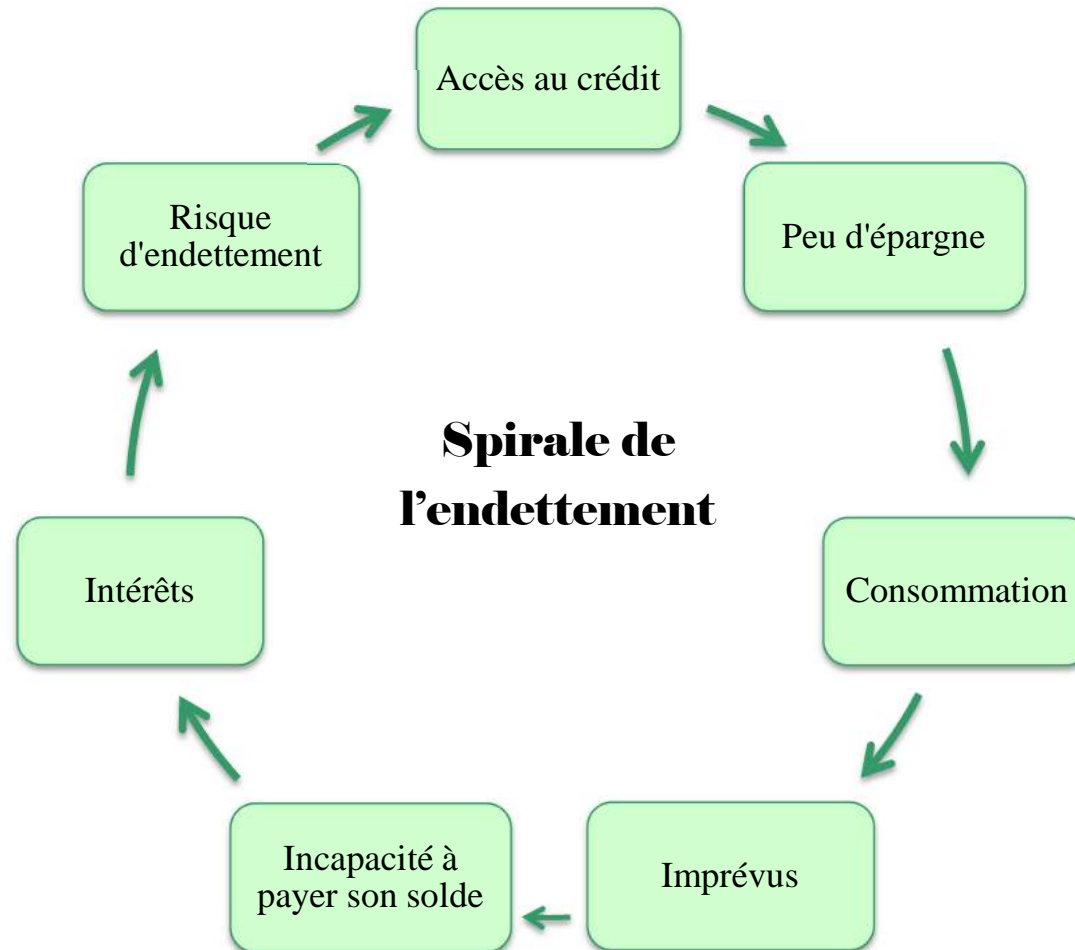 Accès au crédit
Peu d'épargne
Consommation
Imprévus
Incapacité à
payer son solde
Intérêts
Risque
d'endettement
Spirale de
l’endettement